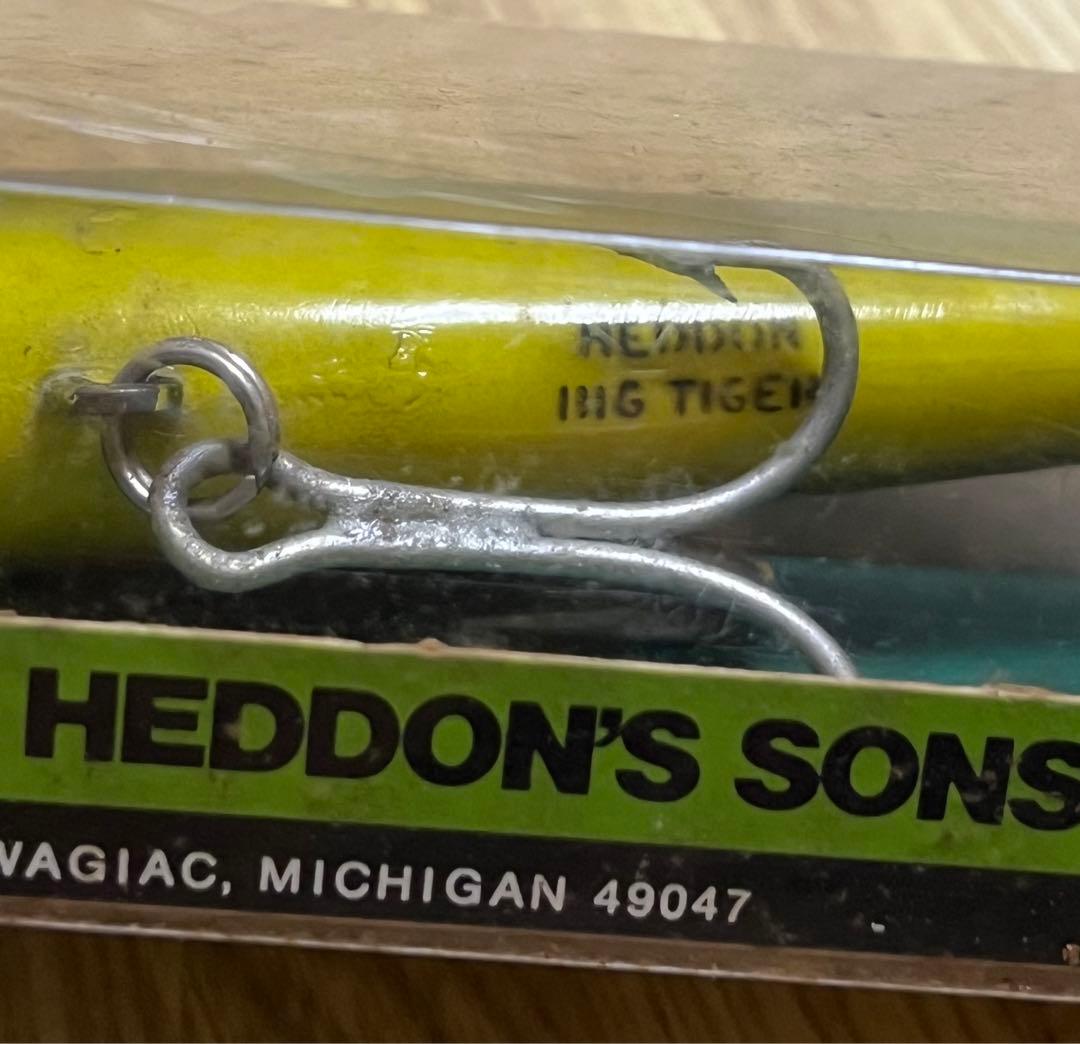 HEDDON
BIG TIGER
HEDDON'S SONS
WAGIAC, MICHIGAN 49047